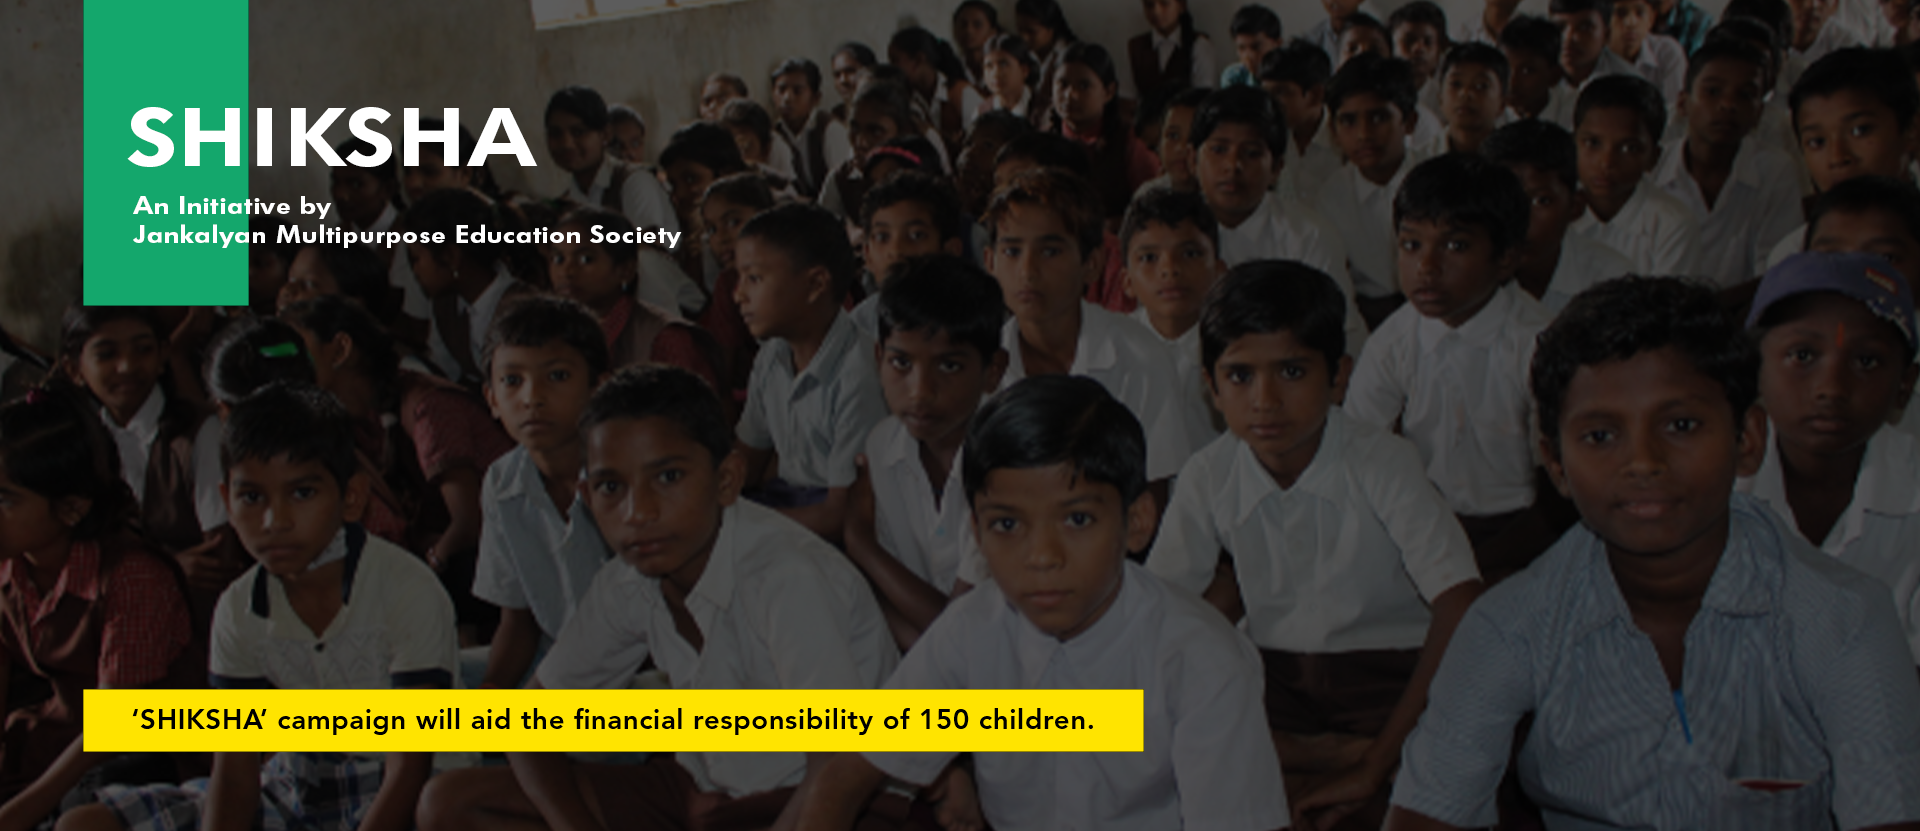 SHIKSHA
An Initiative by
Jankalyan Multipurpose Education Society
’SHIKSHA’ campaign will aid the financial responsibility of 150 children.